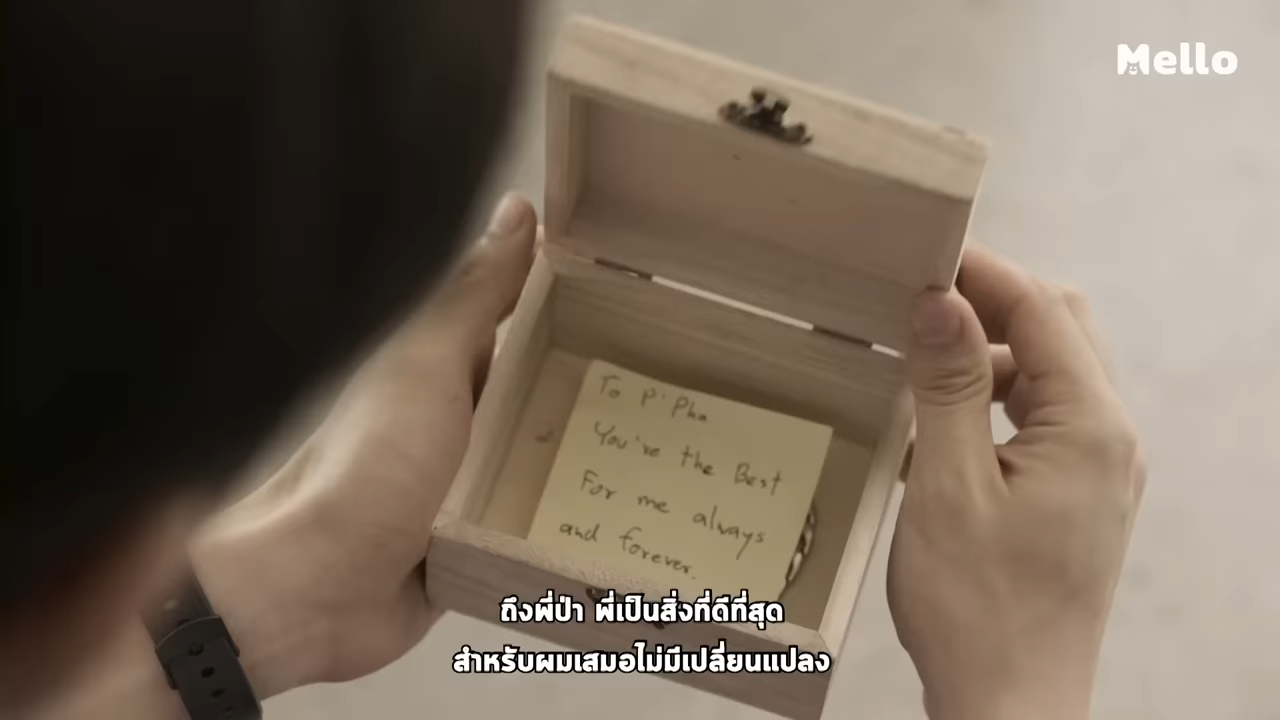 Mello
To P'Pha
You're the Best
For me always
and forever.
ถึงพี่ป่า พี่เป็นสิ่งที่ดีที่สุด
สำหรับผมเสมอไม่มีเปลี่ยนแปลง